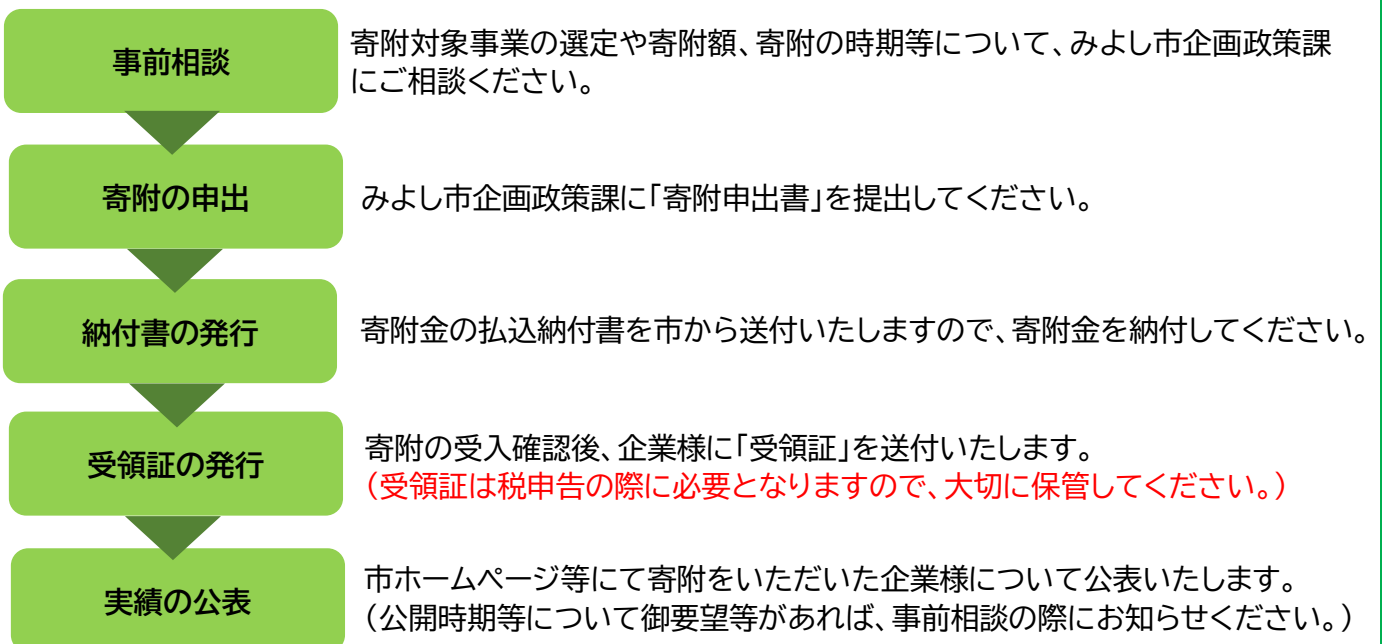 事前相談
寄附対象事業の選定や寄附額、寄附の時期等について、みよし市企画政策課
にご相談ください。
寄附の申出
みよし市企画政策課に「寄附申出書」を提出してください。
納付書の発行
寄附金の払込納付書を市から送付いたしますので、寄附金を納付してください。
受領証の発行
寄附の受入確認後、企業様に「受領証」を送付いたします。
（受領証は税申告の際に必要となりますので、大切に保管してください。）
実績の公表
市ホームページ等にて寄附をいただいた企業様について公表いたします。
（公開時期等について御要望等があれば、事前相談の際にお知らせください。）